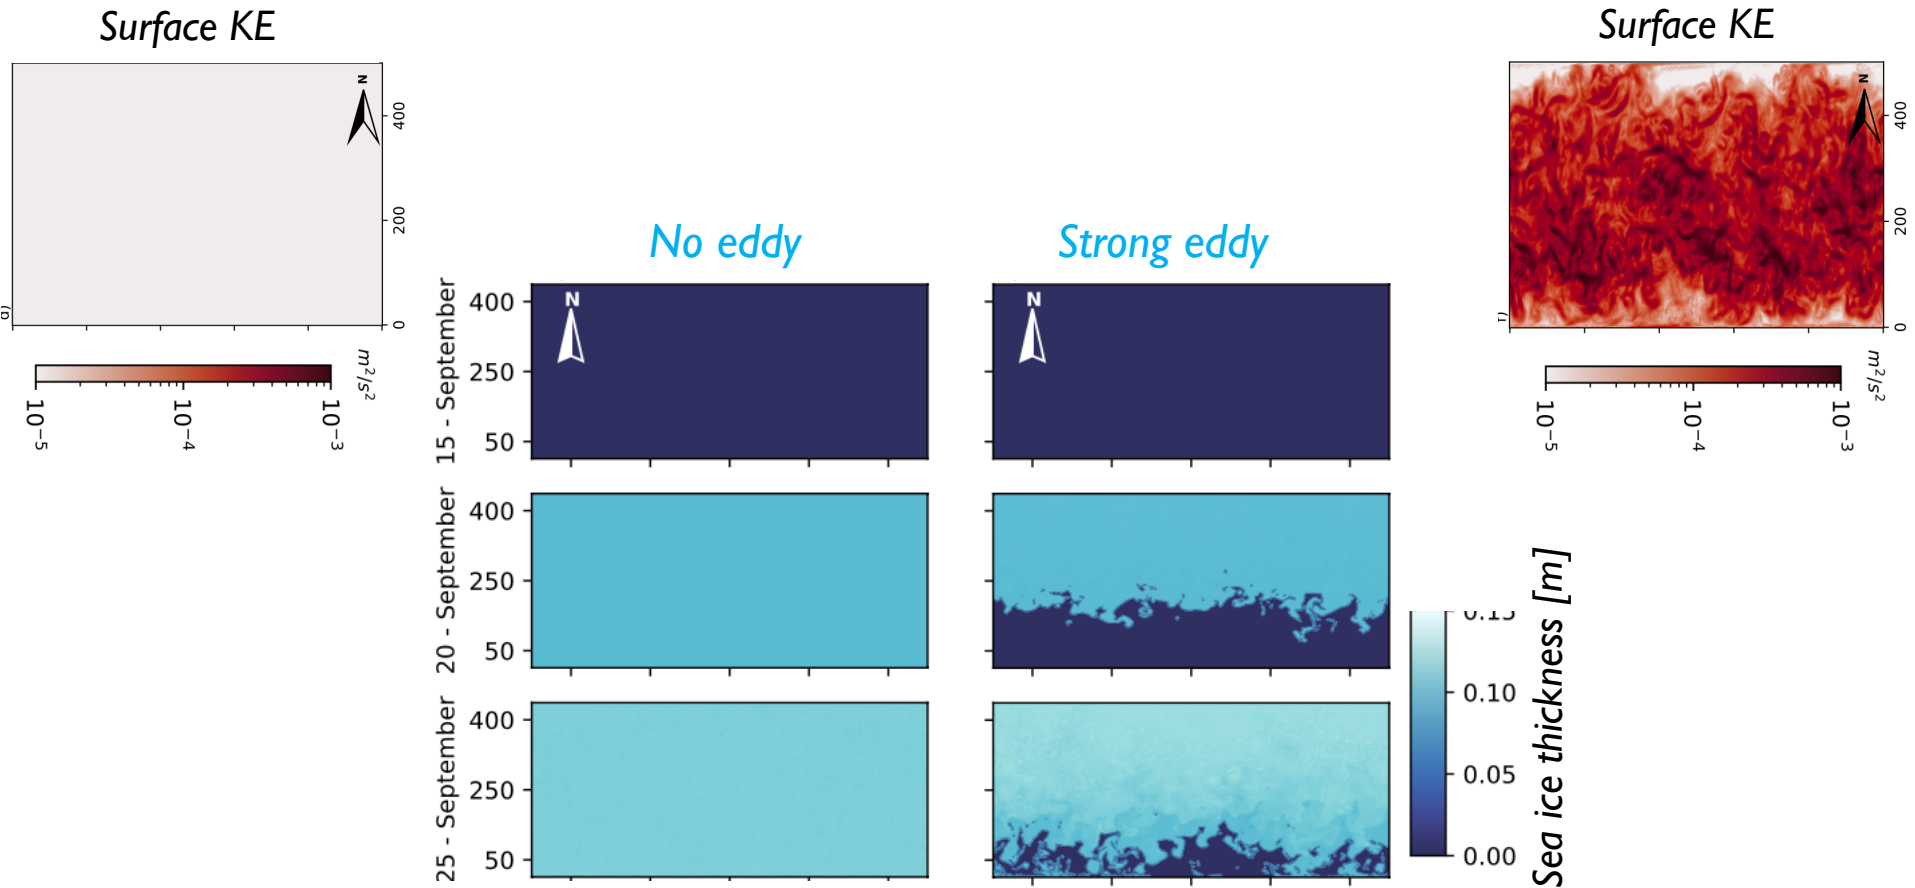 Surface KE
N
400
200
0
10⁻⁵
10⁻⁴
10⁻³
m²/s²
Surface KE
N
400
200
0
10⁻⁵
10⁻⁴
10⁻³
m²/s²
No eddy
Strong eddy
15 - September
400
250
50
N
N
20 - September
400
250
50
25 - September
400
250
50
0.15
0.10
0.05
0.00
Sea ice thickness [m]